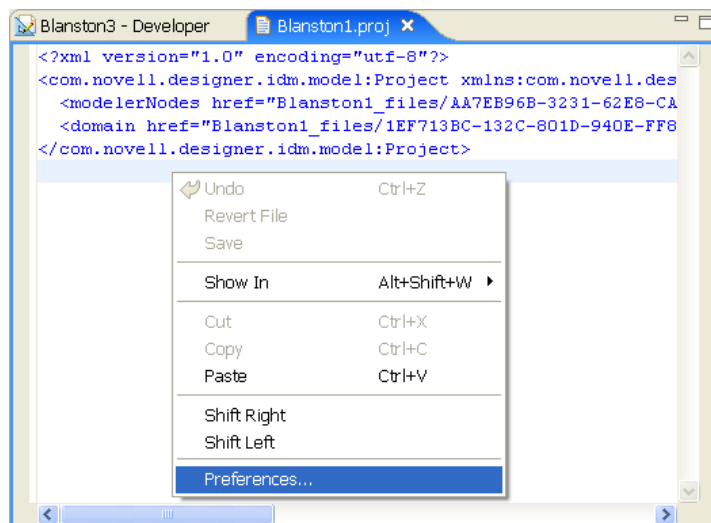 Blanston3 - Developer
Blanston1.proj
<?xml version="1.0" encoding="utf-8"?>
<com.novell.designer.idm.model:Project xmlns:com.novell.des
<modelerNodes href="Blanston1_files/AA7EB96B-3231-62E8-CA
<domain href="Blanston1_files/1EF713BC-132C-801D-940E-FF8
</com.novell.designer.idm.model:Project>
Undo Ctrl+Z
Revert File
Save
Show In Alt+Shift+W
Cut Ctrl+X
Copy Ctrl+C
Paste Ctrl+V
Shift Right
Shift Left
Preferences...